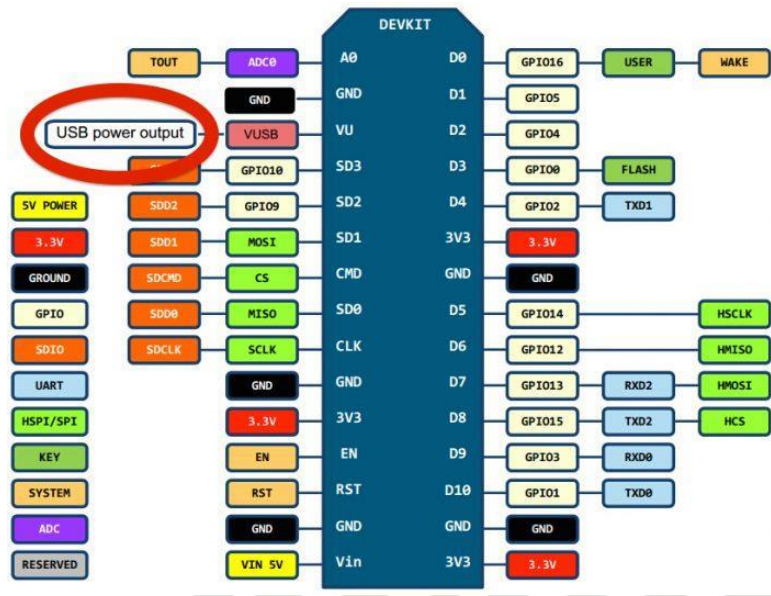 DEVKIT
TOUT ADC0 A0 D0 GPIO16 USER WAKE
GND GND D1 GPIO5
USB power output VUSB VU D2 GPIO4
GPIO10 SD3 D3 GPIO0 FLASH
5V POWER SDD2 GPIO9 SD2 D4 GPIO2 TXD1
3.3V SDD1 MOSI SD1 3V3 3.3V
GROUND SDCMD CS CMD GND GND
GPIO SDD0 MISO SD0 D5 GPIO14 HSCLK
SDIO SDCLK SCLK CLK D6 GPIO12 HMISO
UART GND GND D7 GPIO13 RXD2 HMOSI
HSPI/SPI 3.3V 3V3 D8 GPIO15 TXD2 HCS
KEY EN EN D9 GPIO3 RXD0
SYSTEM RST RST D10 GPIO1 TXD0
ADC GND GND GND GND
RESERVED VIN 5V Vin 3V3 3.3V